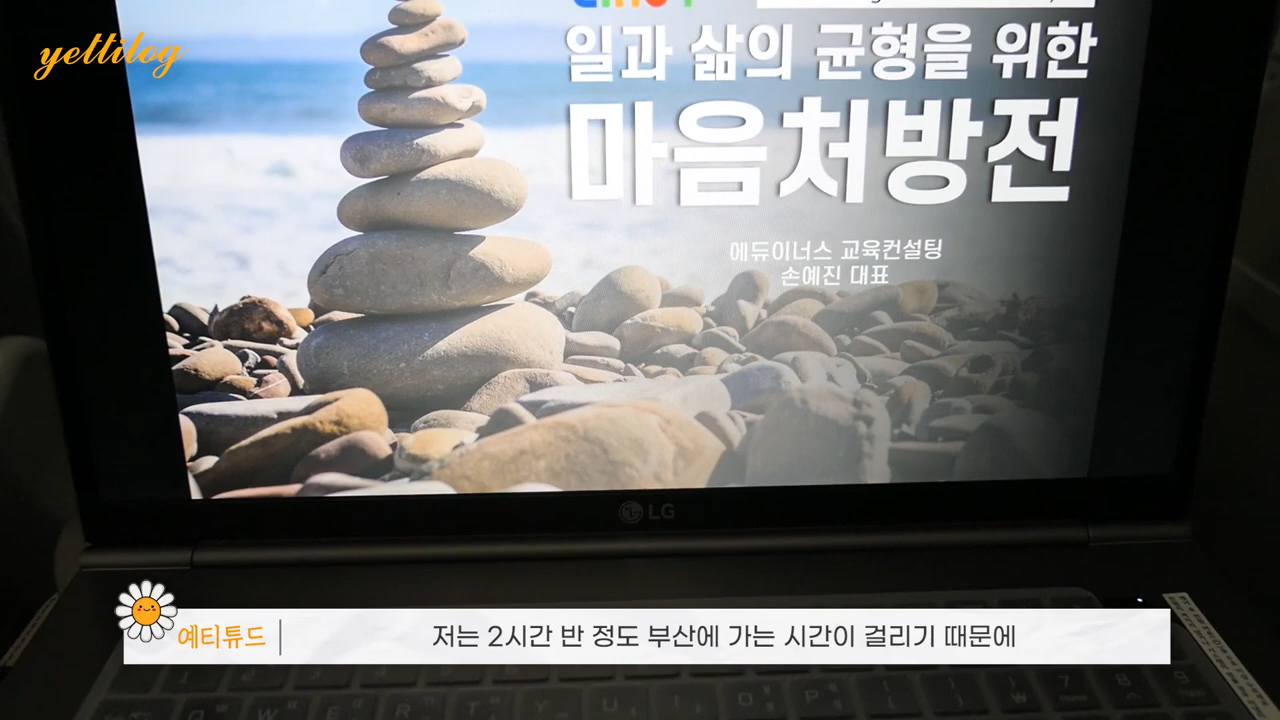 yettilog
일과 삶의 균형을 위한
마음처방전
에듀이너스 교육컨설팅
손예진 대표
LG
예티튜드
저는 2시간 반 정도 부산에 가는 시간이 걸리기 때문에
7 8 9
Q W E R T Y U I O P